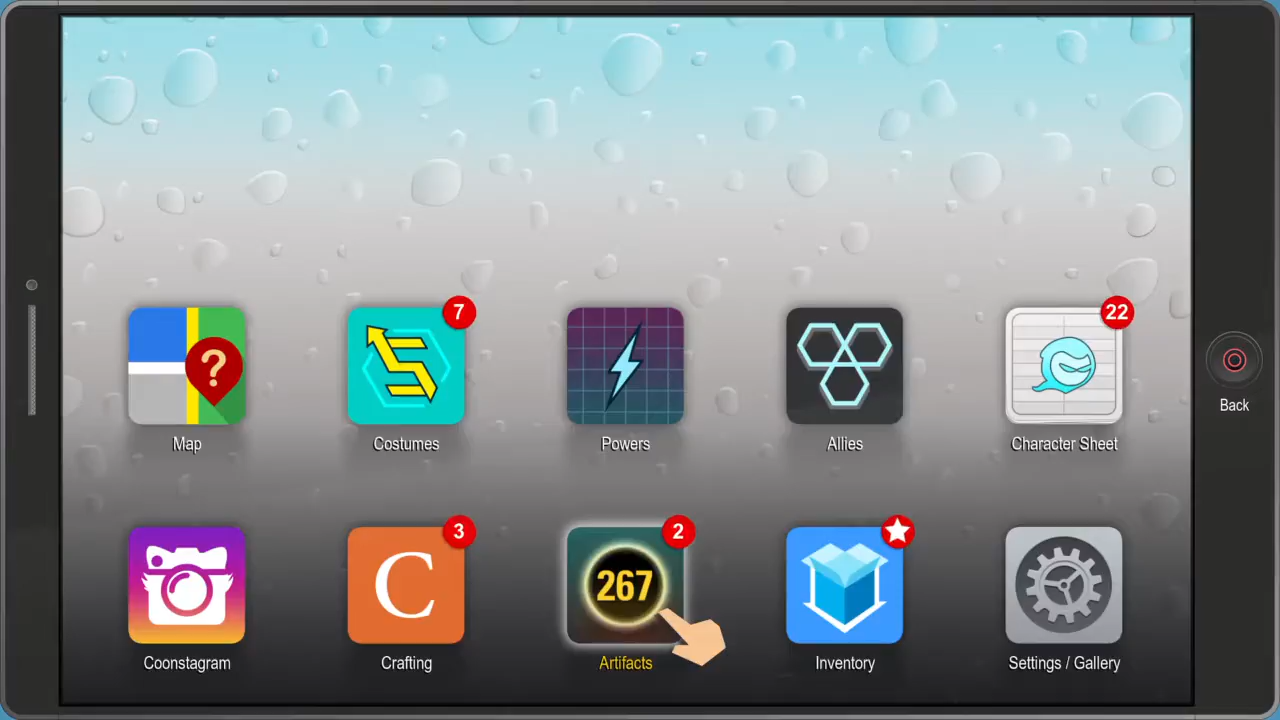 7
22
?
Map
Costumes
Powers
Allies
Character Sheet
Back
3
2
C
267
Coonstagram
Crafting
Artifacts
Inventory
Settings / Gallery